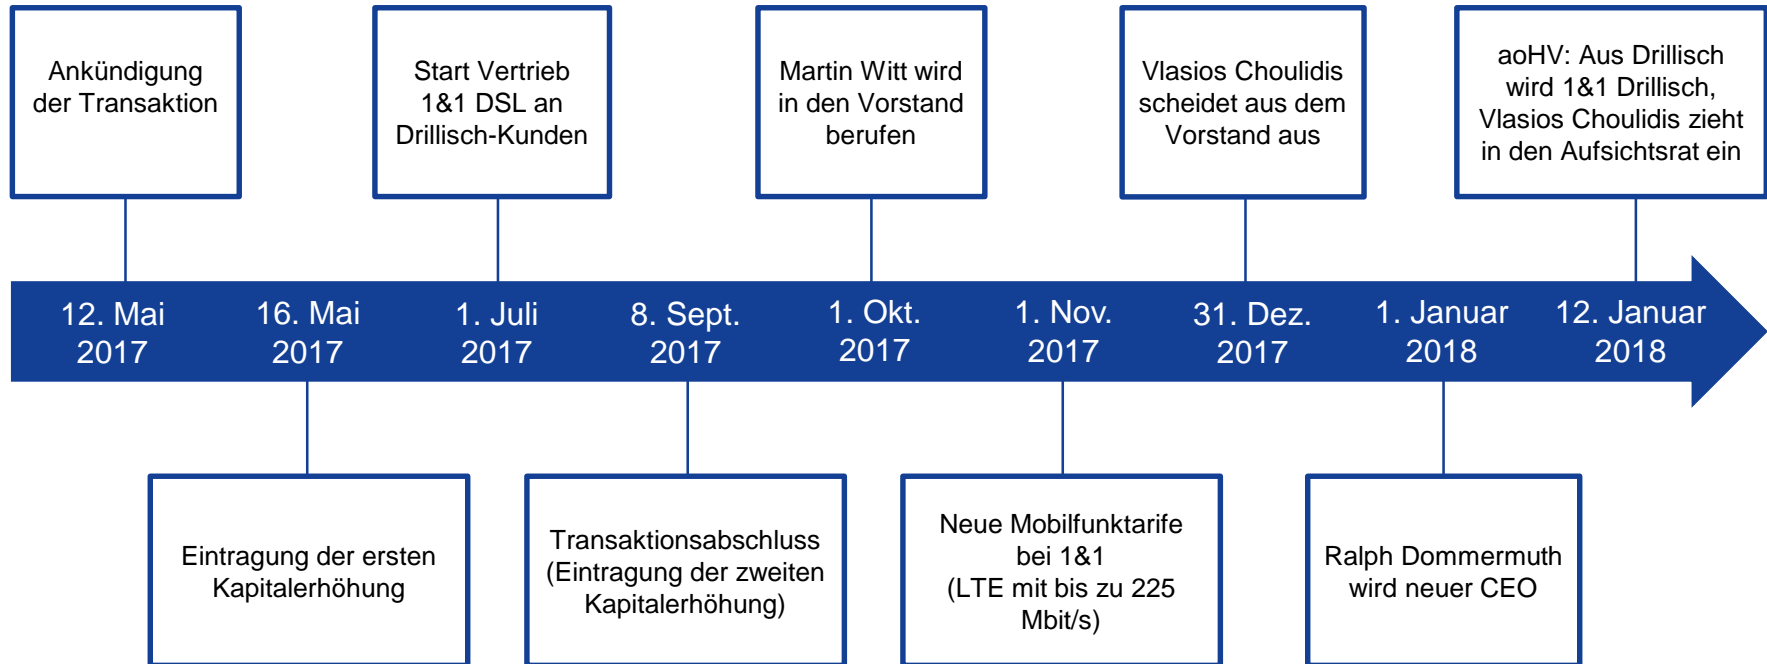 Ankündigung
der Transaktion
Start Vertrieb
1&1 DSL an
Drillisch-Kunden
Martin Witt wird
in den Vorstand
berufen
Vlasios Choulidis
scheidet aus dem
Vorstand aus
aoHV: Aus Drillisch
wird 1&1 Drillisch,
Vlasios Choulidis zieht
in den Aufsichtsrat ein
12. Mai
2017
16. Mai
2017
1. Juli
2017
8. Sept.
2017
1. Okt.
2017
1. Nov.
2017
31. Dez.
2017
1. Januar
2018
12. Januar
2018
Eintragung der ersten
Kapitalerhöhung
Transaktionsabschluss
(Eintragung der zweiten
Kapitalerhöhung)
Neue Mobilfunktarife
bei 1&1
(LTE mit bis zu 225
Mbit/s)
Ralph Dommermuth
wird neuer CEO